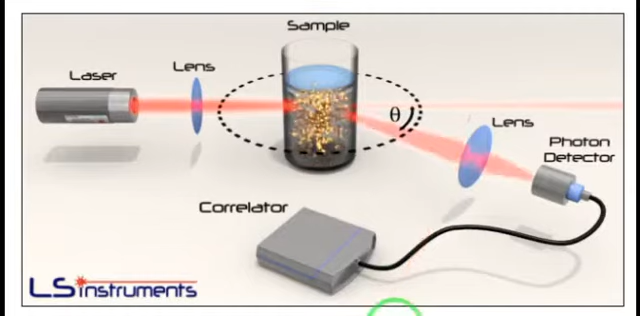 Sample
Lens
Laser
θ
Lens
Photon
Detector
Correlator
LSinstruments